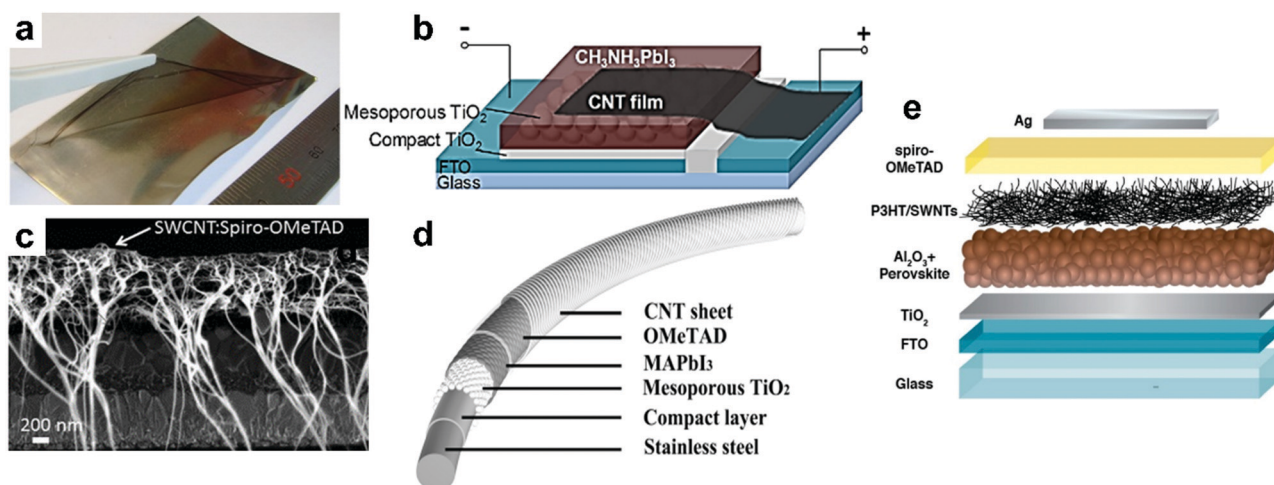 a
b
-
+
CH₃NH₃PbI₃
CNT film
Mesoporous TiO₂
Compact TiO₂
FTO
Glass
c
SWCNT:Spiro-OMeTAD
200 nm
d
CNT sheet
OMeTAD
MAPbI₃
Mesoporous TiO₂
Compact layer
Stainless steel
e
Ag
spiro-
OMeTAD
P3HT/SWNTs
Al₂O₃+
Perovskite
TiO₂
FTO
Glass